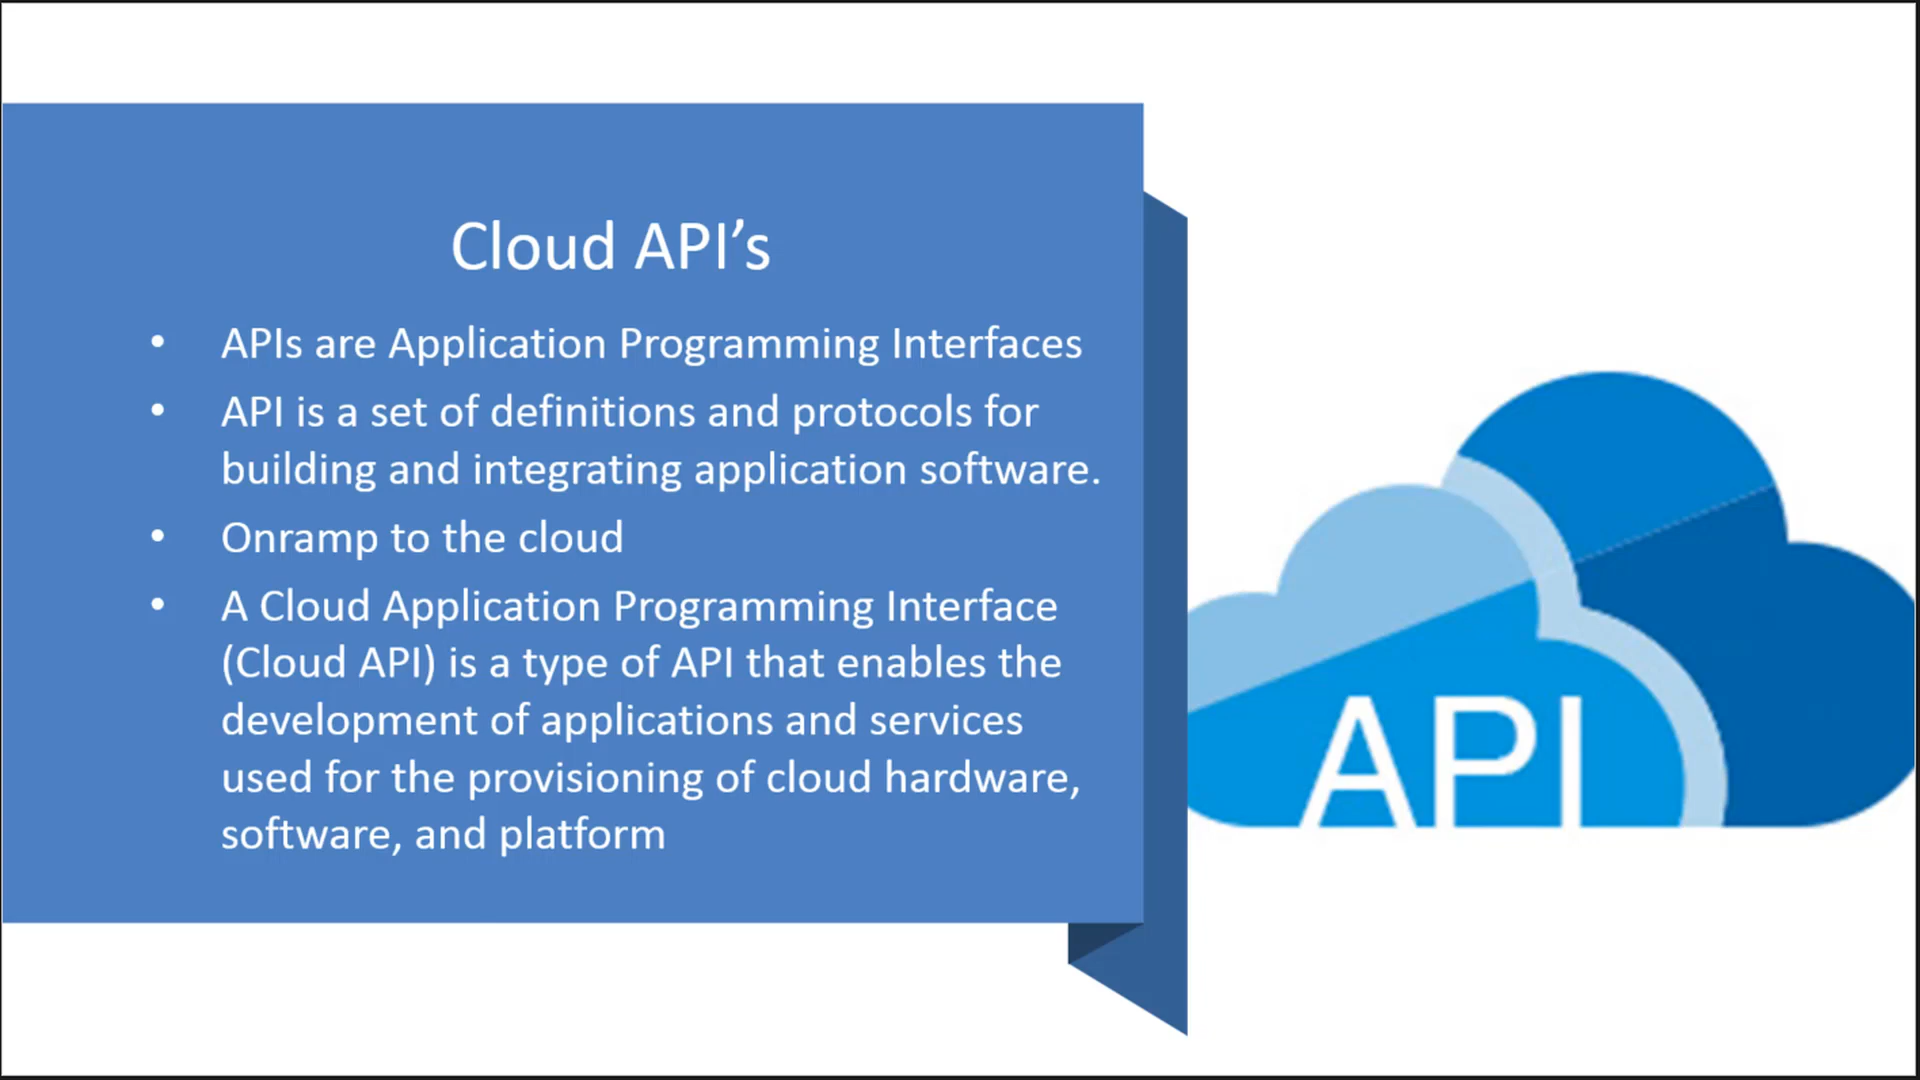 Cloud API’s
• APIs are Application Programming Interfaces
• API is a set of definitions and protocols for
building and integrating application software.
• Onramp to the cloud
• A Cloud Application Programming Interface
(Cloud API) is a type of API that enables the
development of applications and services
used for the provisioning of cloud hardware,
software, and platform
API